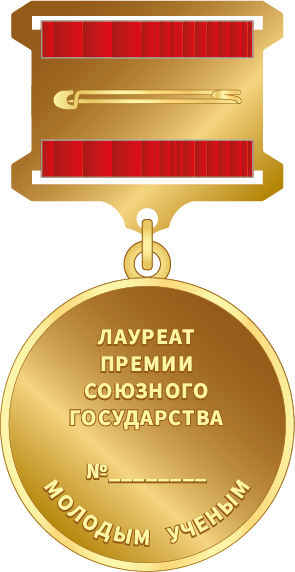 ЛАУРЕАТ
ПРЕМИИ
СОЮЗНОГО
ГОСУДАРСТВА
№________
МОЛОДЫМ УЧЕНЫМ